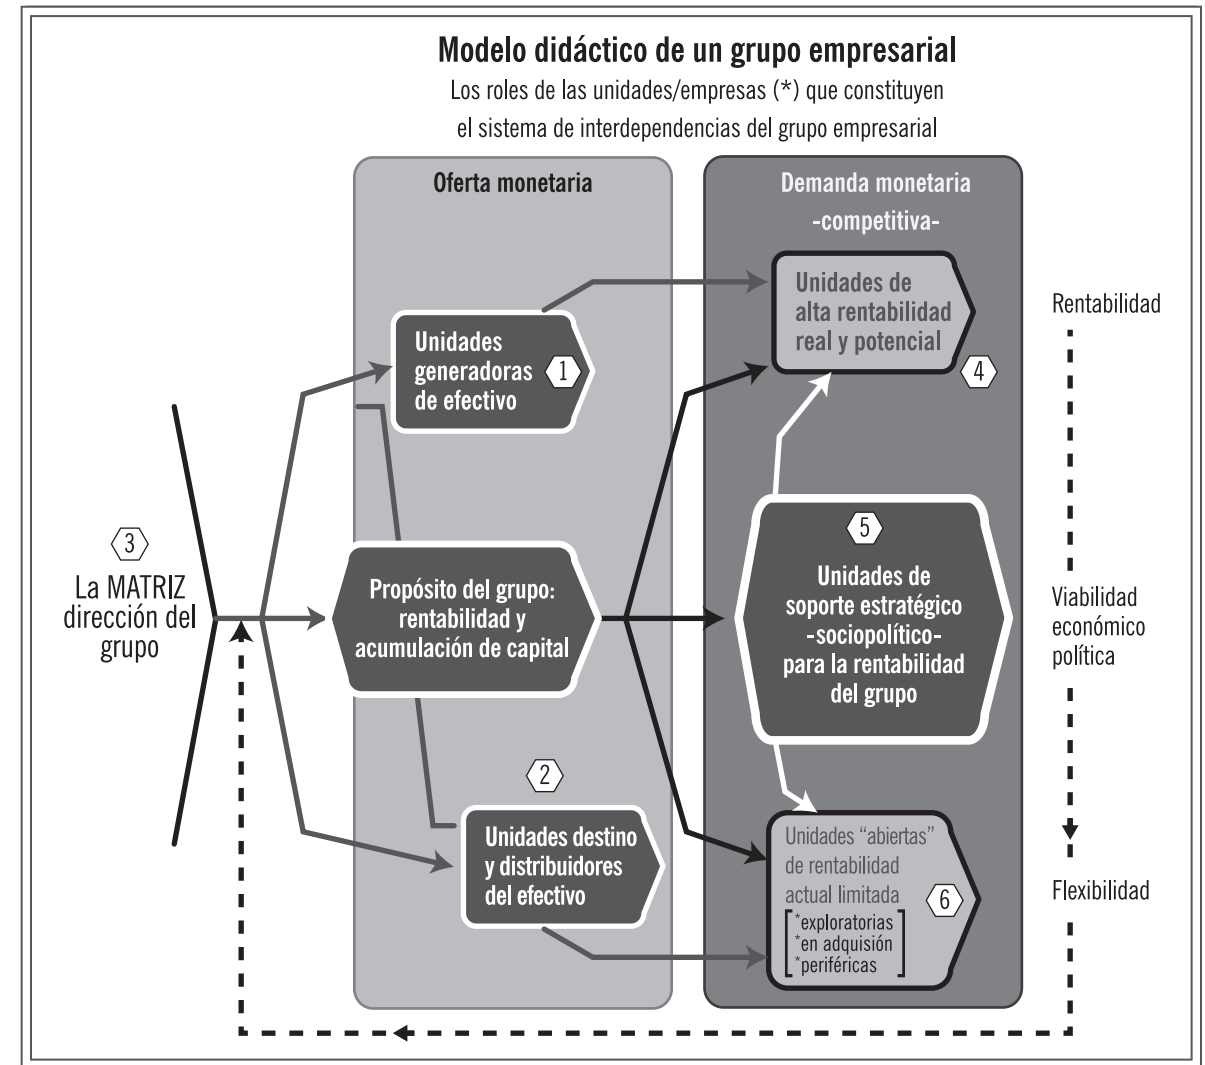 Modelo didáctico de un grupo empresarial
Los roles de las unidades/empresas (*) que constituyen
el sistema de interdependencias del grupo empresarial
Oferta monetaria
Demanda monetaria
-competitiva-
Unidades
generadoras
de efectivo
1
Unidades de
alta rentabilidad
real y potencial
4
Rentabilidad
3
La MATRIZ
dirección del
grupo
Propósito del grupo:
rentabilidad y
acumulación de capital
5
Unidades de
soporte estratégico
-sociopolítico-
para la rentabilidad
del grupo
Viabilidad
económico
política
2
Unidades destino
y distribuidores
del efectivo
Unidades “abiertas”
de rentabilidad
actual limitada
*exploratorias
*en adquisión
*periféricas
6
Flexibilidad